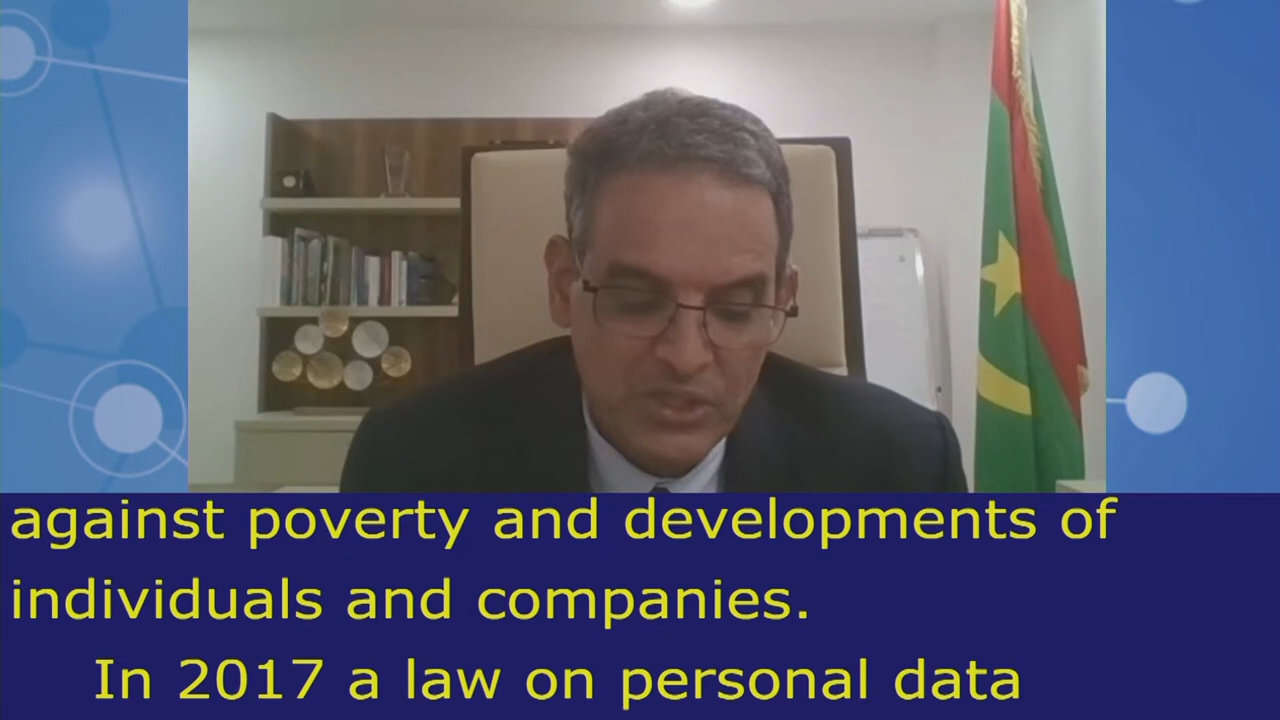 against poverty and developments of
individuals and companies.
In 2017 a law on personal data